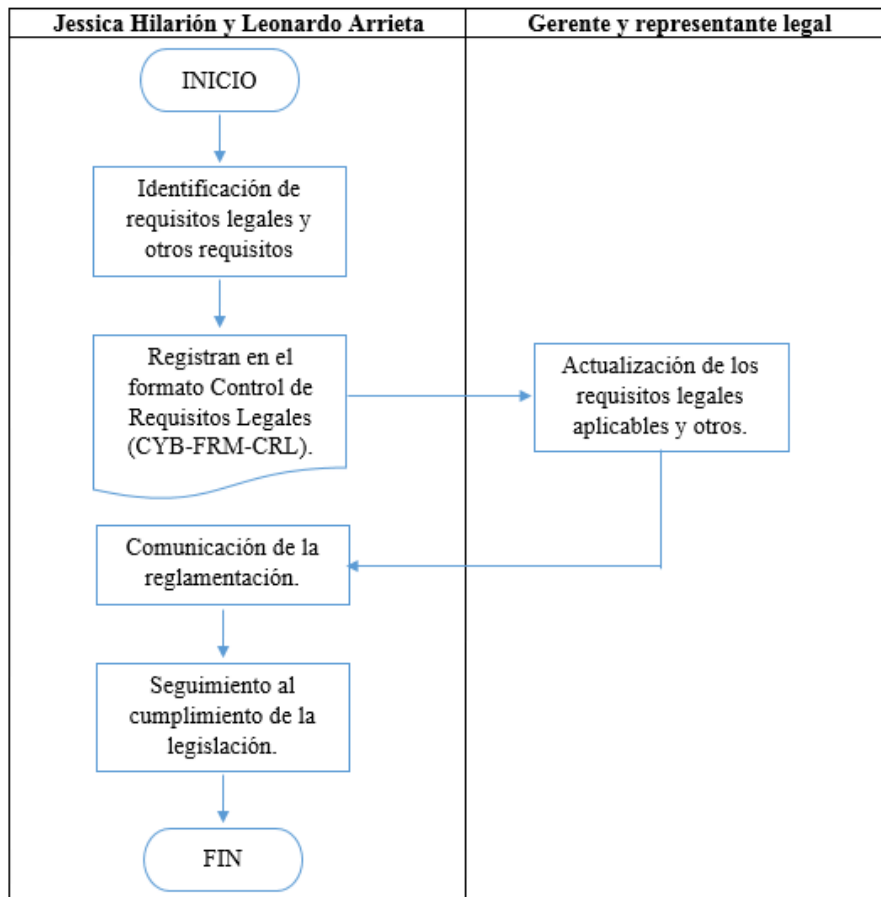 Jessica Hilarión y Leonardo Arrieta
Gerente y representante legal
INICIO
Identificación de
requisitos legales y
otros requisitos
Registran en el
formato Control de
Requisitos Legales
(CYB-FRM-CRL).
Actualización de los
requisitos legales
aplicables y otros.
Comunicación de la
reglamentación.
Seguimiento al
cumplimiento de la
legislación.
FIN